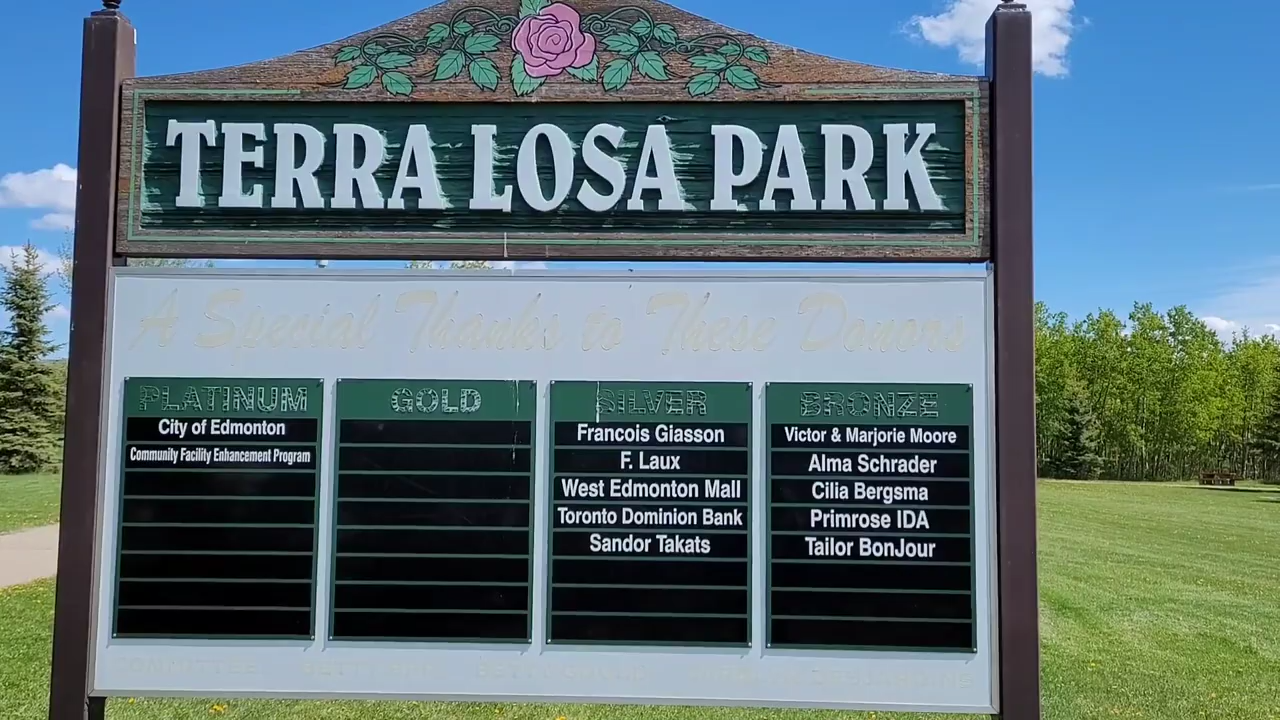 TERRA LOSA PARK
A Special Thanks to These Donors
PLATINUM
City of Edmonton
Community Facility Enhancement Program
GOLD
SILVER
Francois Giasson
F. Laux
West Edmonton Mall
Toronto Dominion Bank
Sandor Takats
BRONZE
Victor & Marjorie Moore
Alma Schrader
Cilia Bergsma
Primrose IDA
Tailor BonJour
COMMITTEE